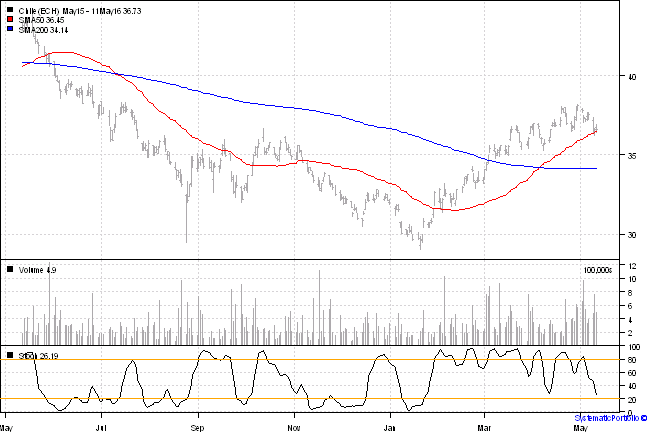 Chile (ECH) May15 - 11May16 36.73
SMA50 36.45
SMA200 34.14
40
35
30
Volume 4.9
100,000s
12
10
8
6
4
2
Stoch 26.19
100
80
60
40
20
0
May Jul Sep Nov Jan Mar May
SystematicPortfolio ©